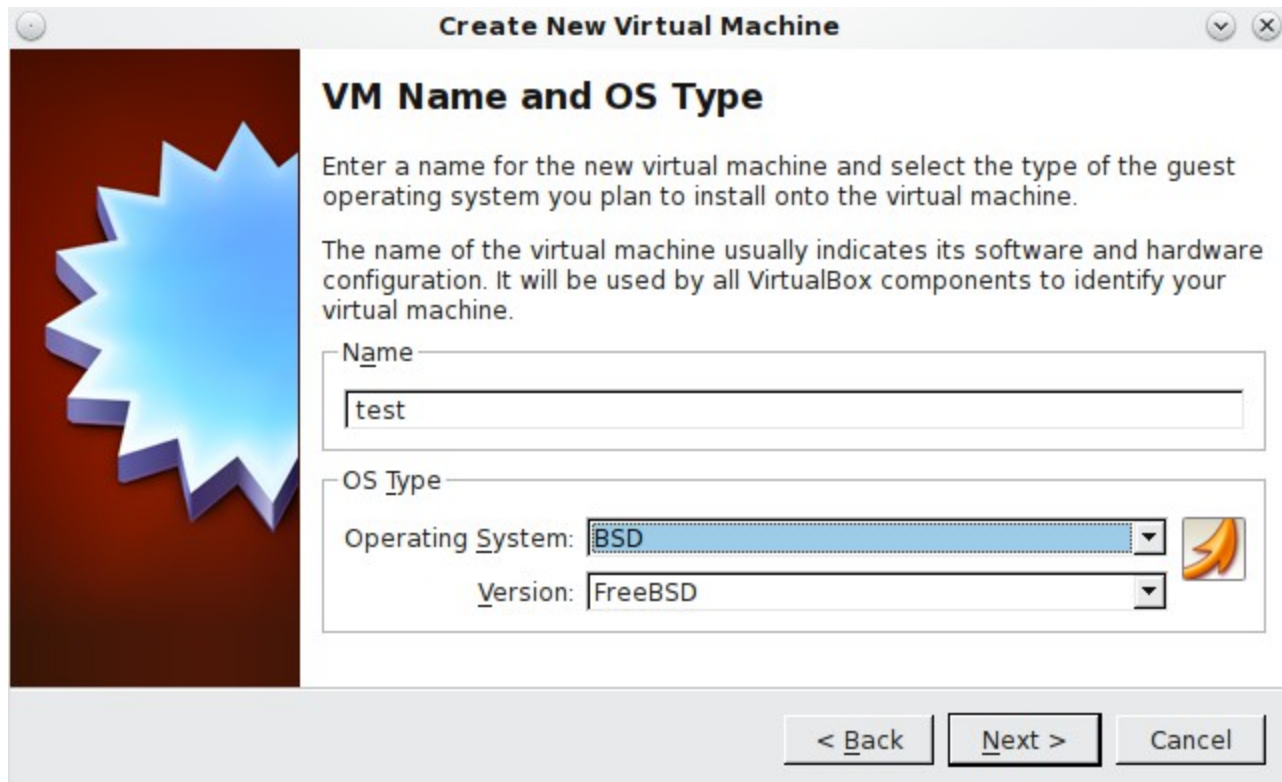 Create New Virtual Machine
VM Name and OS Type
Enter a name for the new virtual machine and select the type of the guest
operating system you plan to install onto the virtual machine.
The name of the virtual machine usually indicates its software and hardware
configuration. It will be used by all VirtualBox components to identify your
virtual machine.
Name
test
OS Type
Operating System: BSD
Version: FreeBSD
< Back Next > Cancel